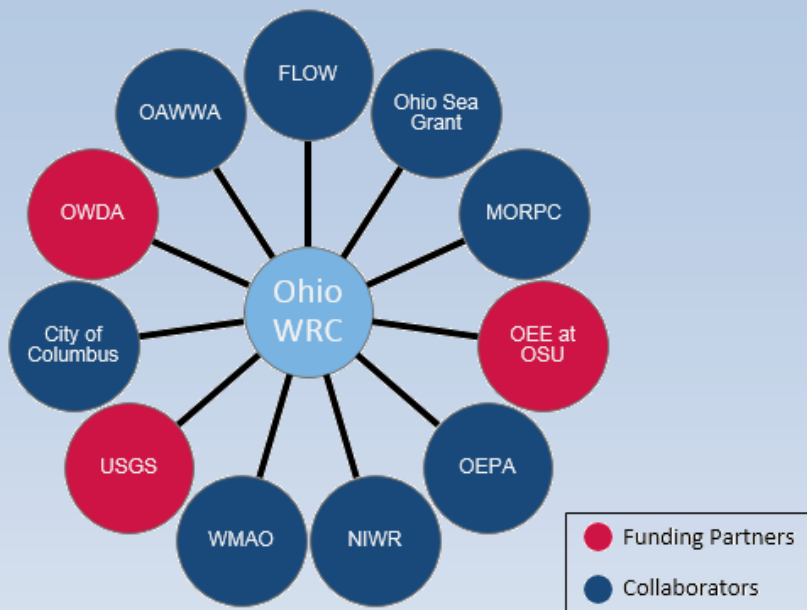 FLOW
Ohio Sea
Grant
OAWWA
MORPC
OWDA
Ohio
WRC
City of
Columbus
OEE at
OSU
USGS
OEPA
WMAO
NIWR
Funding Partners
Collaborators